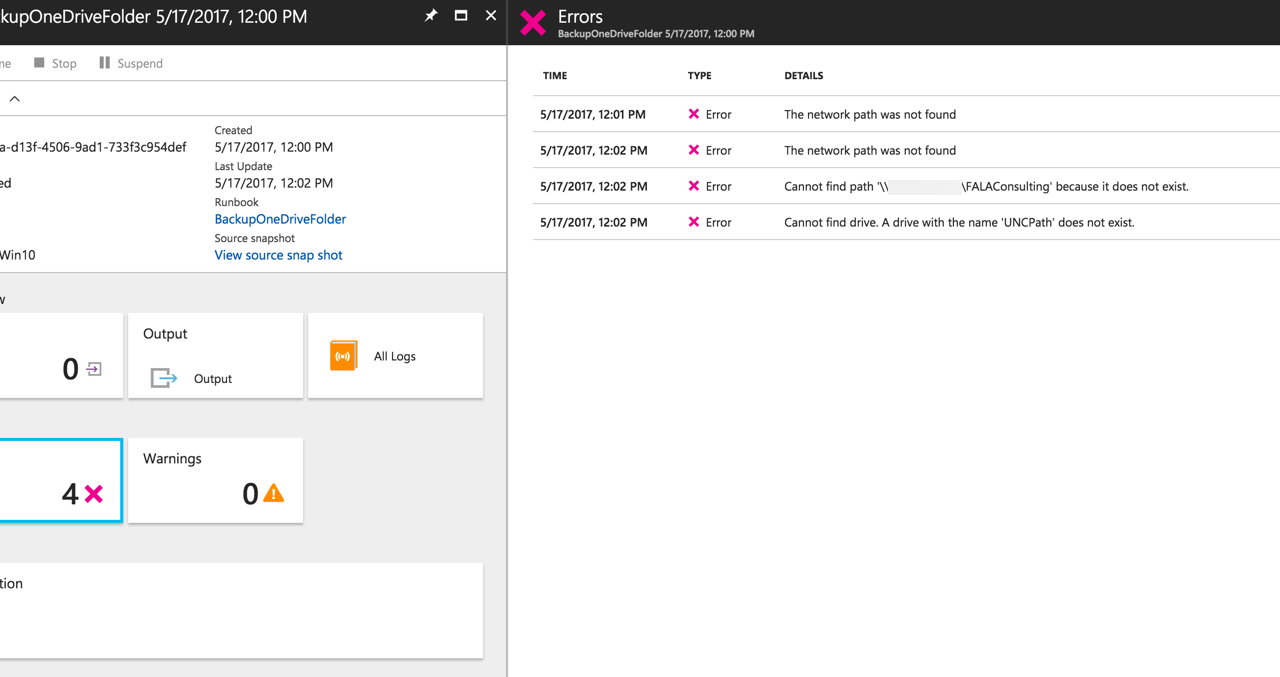 kupOneDriveFolder 5/17/2017, 12:00 PM
me
Stop
Suspend
Created
a-d13f-4506-9ad1-733f3c954def
5/17/2017, 12:00 PM
Last Update
ed
5/17/2017, 12:02 PM
Runbook
BackupOneDriveFolder
Source snapshot
Win10
View source snap shot
w
0
Output
Output
All Logs
4
Warnings
0
tion
Errors
BackupOneDriveFolder 5/17/2017, 12:00 PM
TIME TYPE DETAILS
5/17/2017, 12:01 PM Error The network path was not found
5/17/2017, 12:02 PM Error The network path was not found
5/17/2017, 12:02 PM Error Cannot find path '\\ \FALAConsulting' because it does not exist.
5/17/2017, 12:02 PM Error Cannot find drive. A drive with the name 'UNCPath' does not exist.